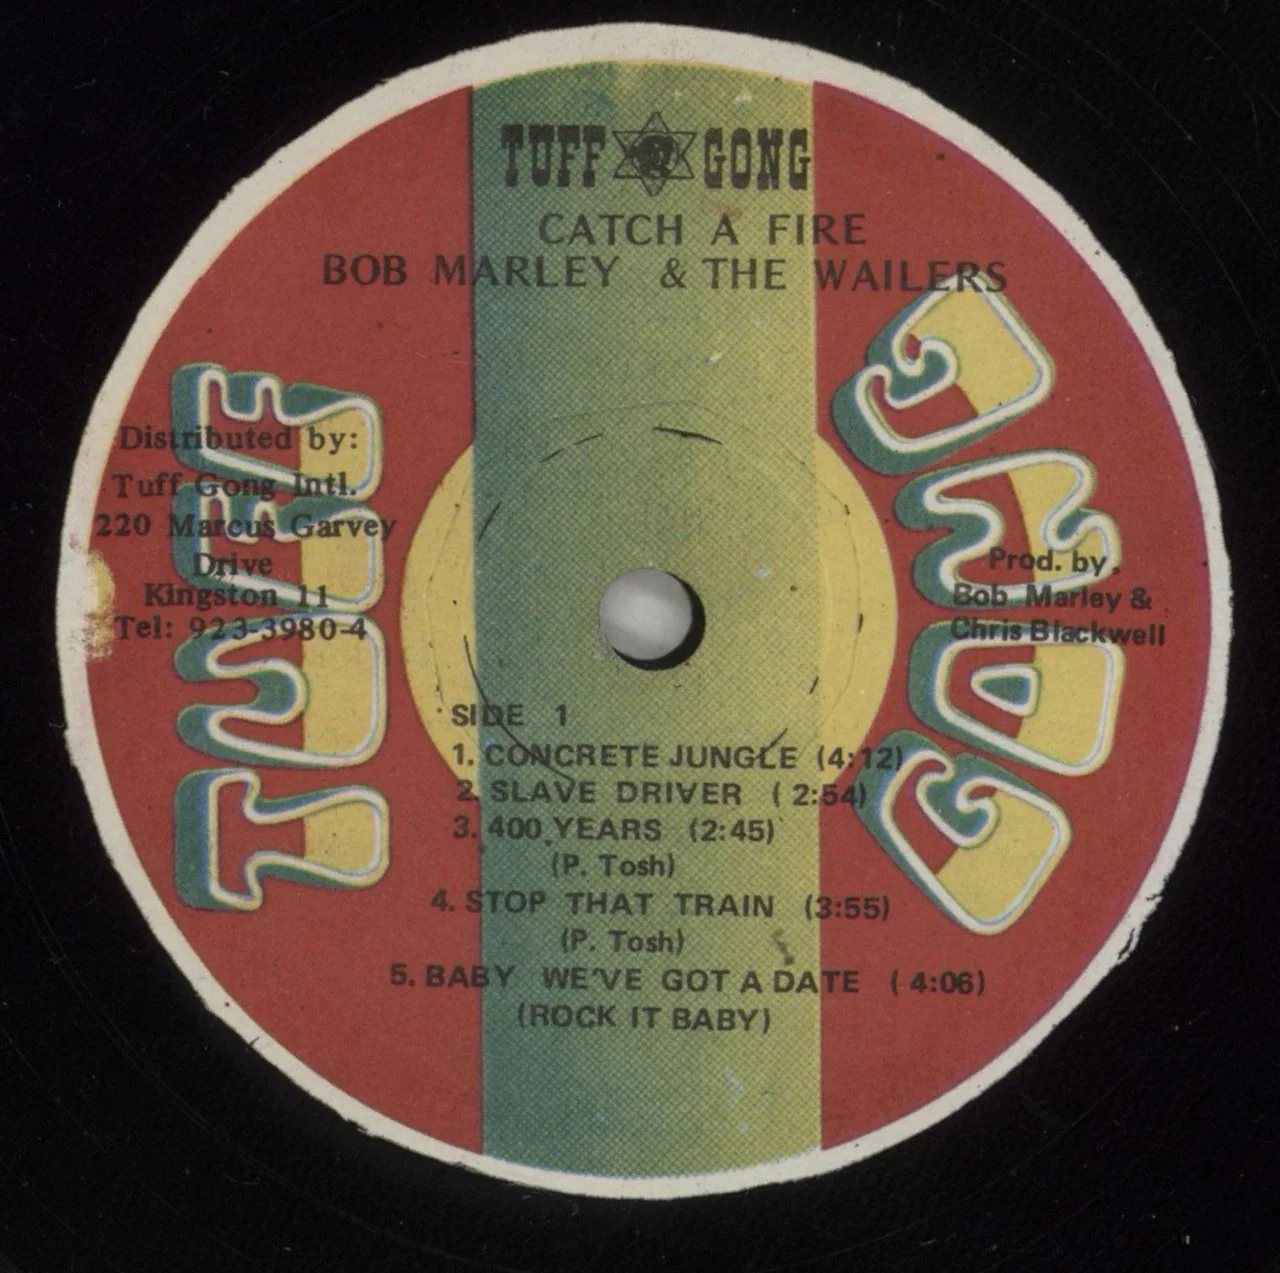 TUFF GONG
CATCH A FIRE
BOB MARLEY & THE WAILERS
TUFF
GONG
Distributed by:
Tuff Gong Intl.
220 Marcus Garvey
Drive
Kingston 11
Tel: 923-3980-4
Prod. by.
Bob Marley &
Chris Blackwell
SIDE 1
1. CONCRETE JUNGLE (4:12)
2. SLAVE DRIVER ( 2:54)
3. 400 YEARS (2:45)
(P. Tosh)
4. STOP THAT TRAIN (3:55)
(P. Tosh)
5. BABY WE'VE GOT A DATE ( 4:06)
(ROCK IT BABY)